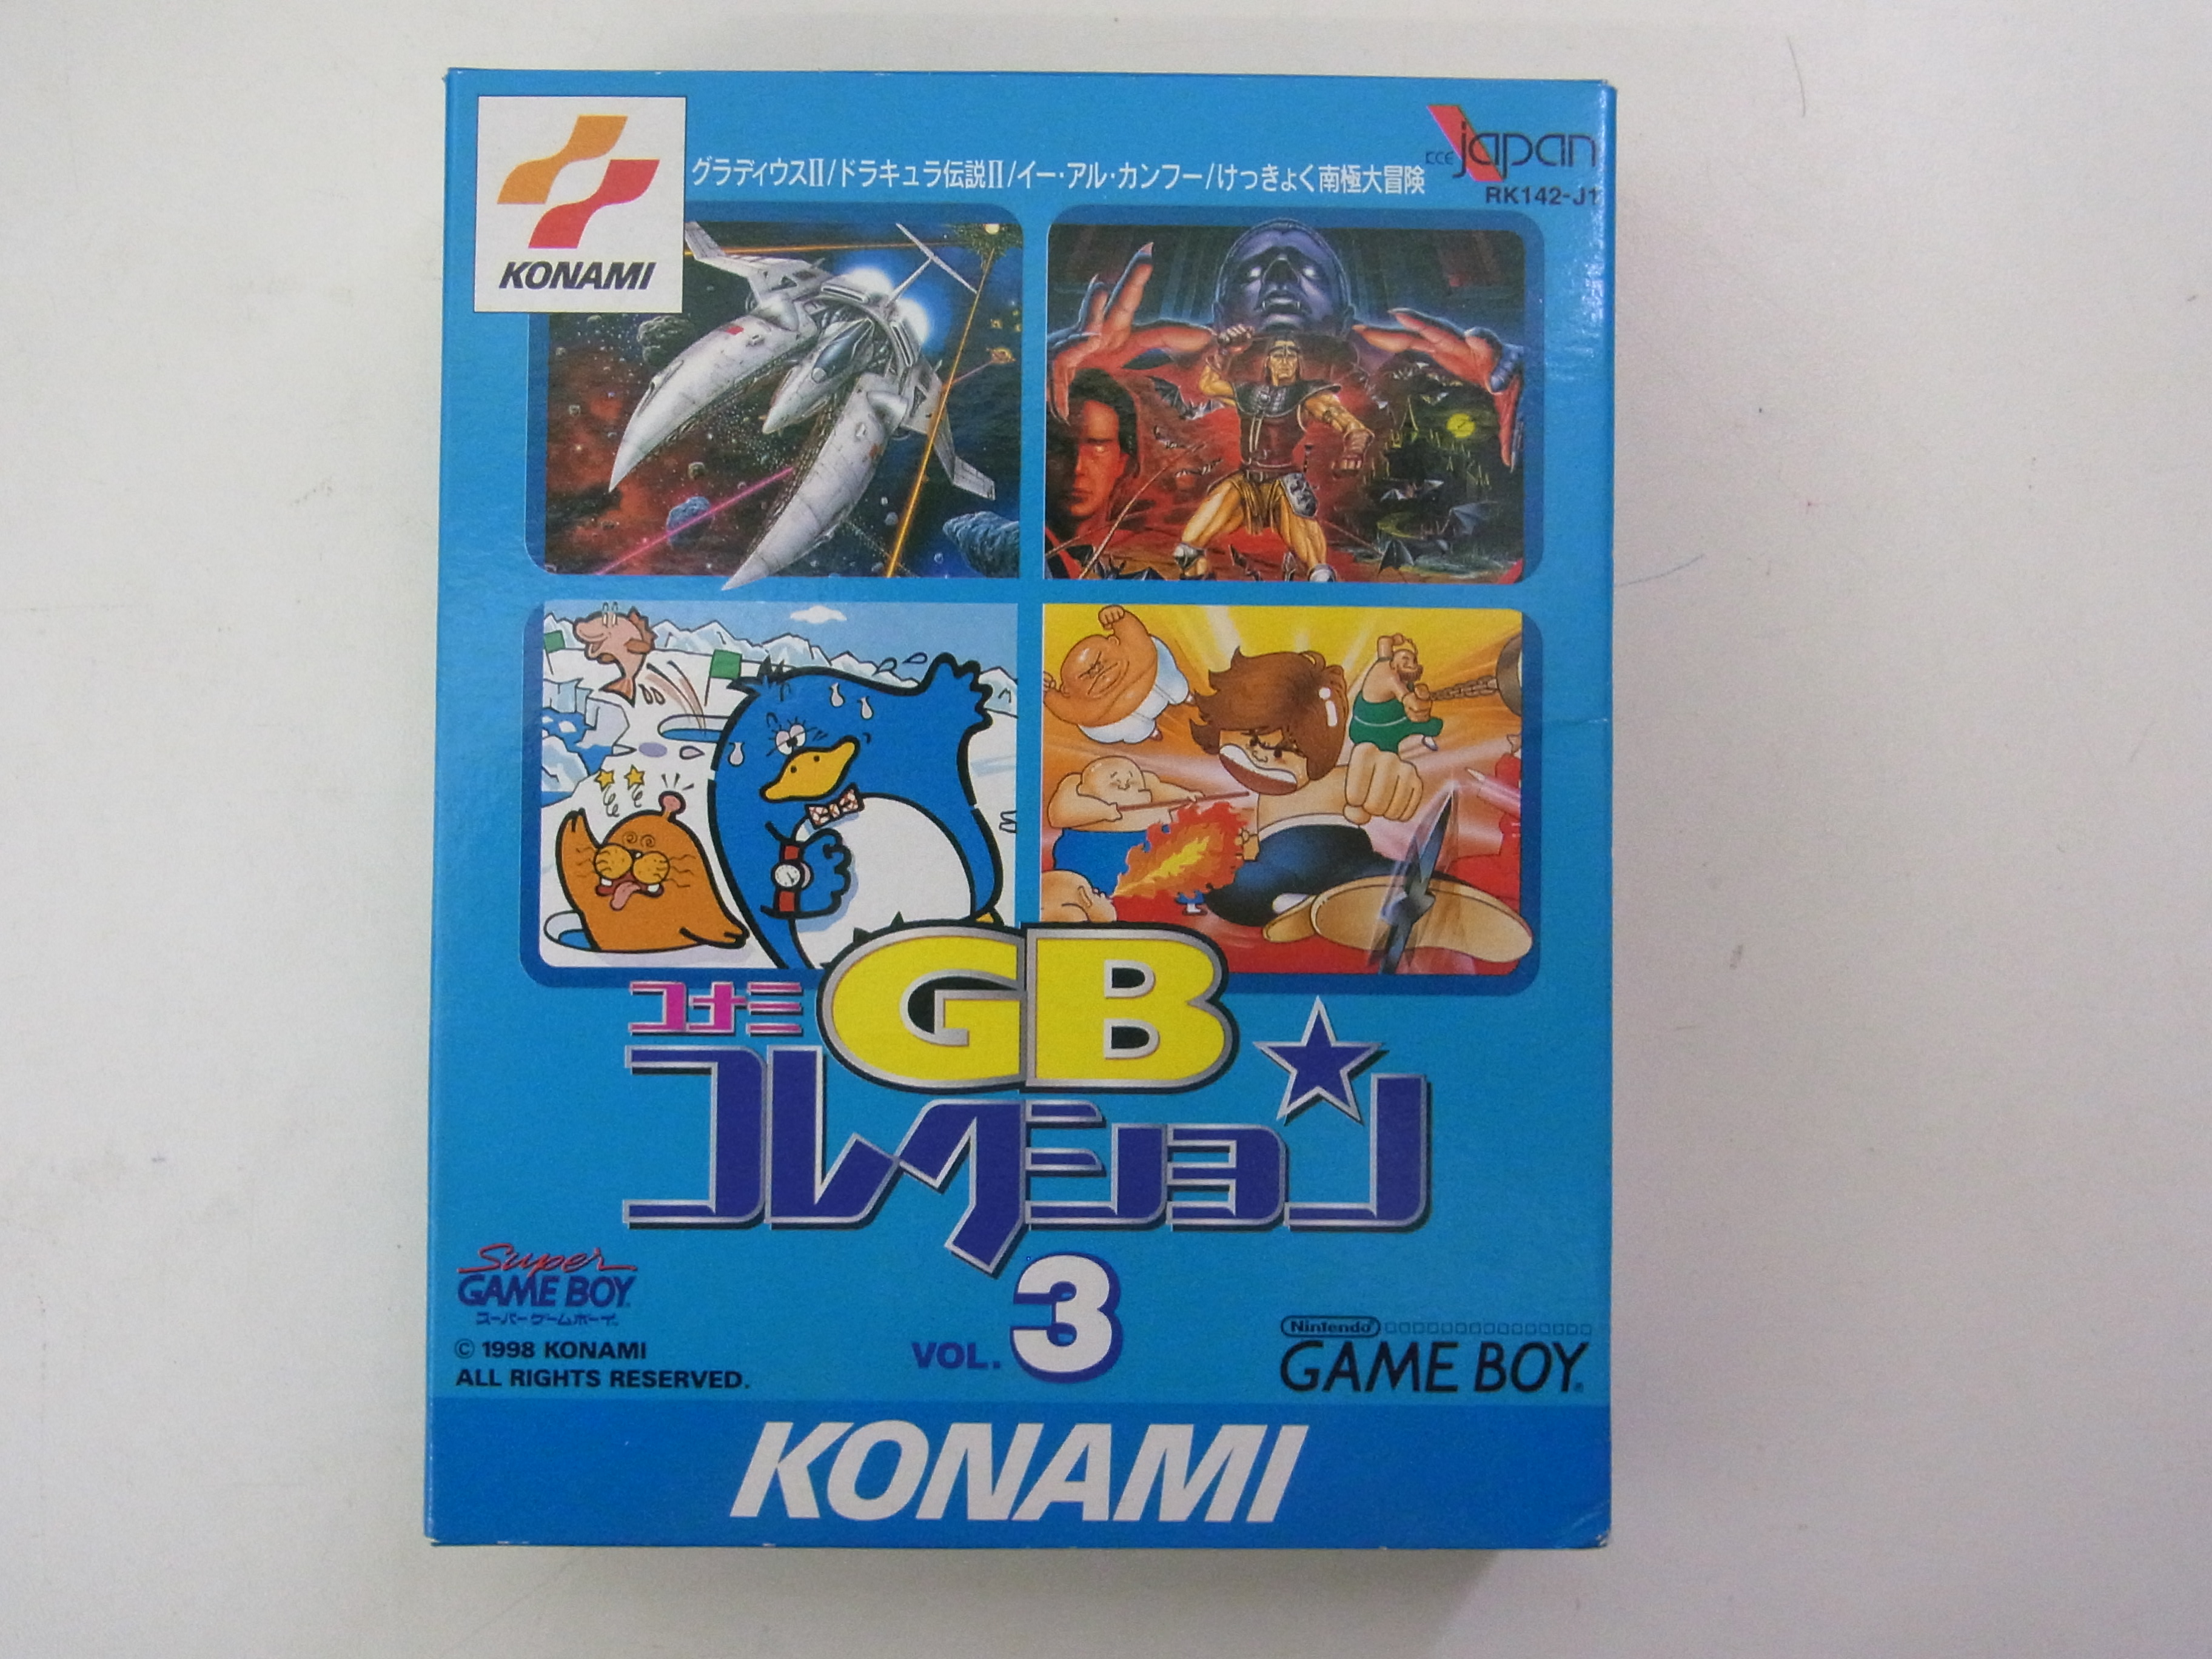 KONAMI
グラディウスII/ドラキュラ伝説II/イー・アル・カンフー/けっきょく南極大冒険
CCE japan
RK142-J1
コナミ
GB
コレクション
VOL. 3
Super
GAME BOY
スーパーゲームボーイ
© 1998 KONAMI
ALL RIGHTS RESERVED.
Nintendo
GAME BOY
KONAMI